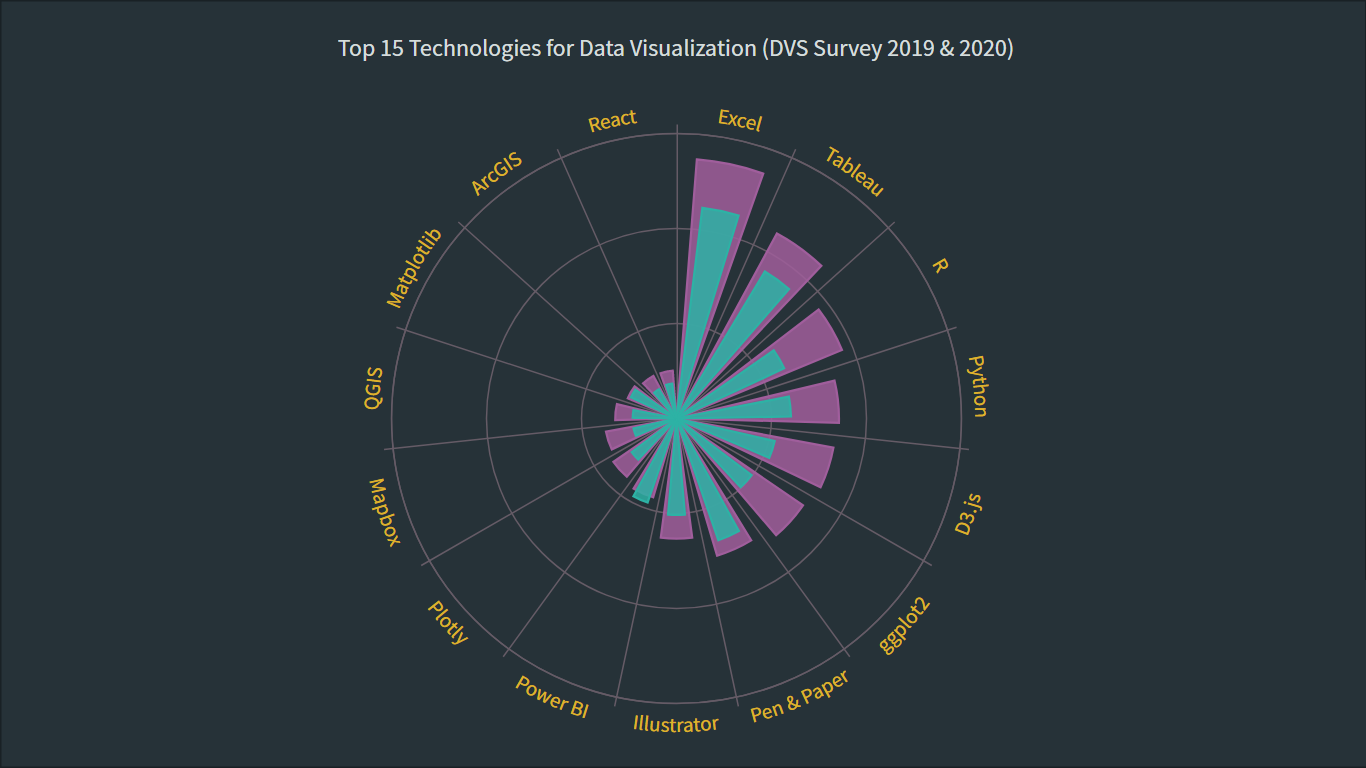 Top 15 Technologies for Data Visualization (DVS Survey 2019 & 2020)
Excel
Tableau
R
Python
D3.js
ggplot2
Pen & Paper
Illustrator
Power BI
Plotly
Mapbox
QGIS
Matplotlib
ArcGIS
React